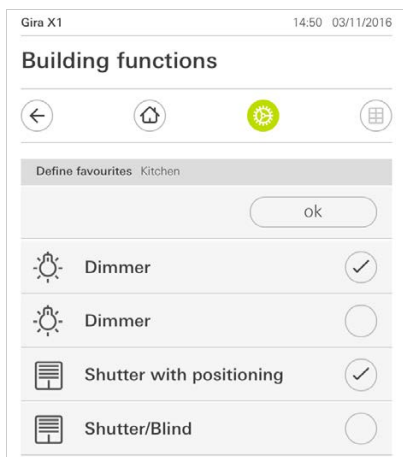 Gira X1 14:50 03/11/2016
Building functions
Define favourites Kitchen
ok
Dimmer
Dimmer
Shutter with positioning
Shutter/Blind